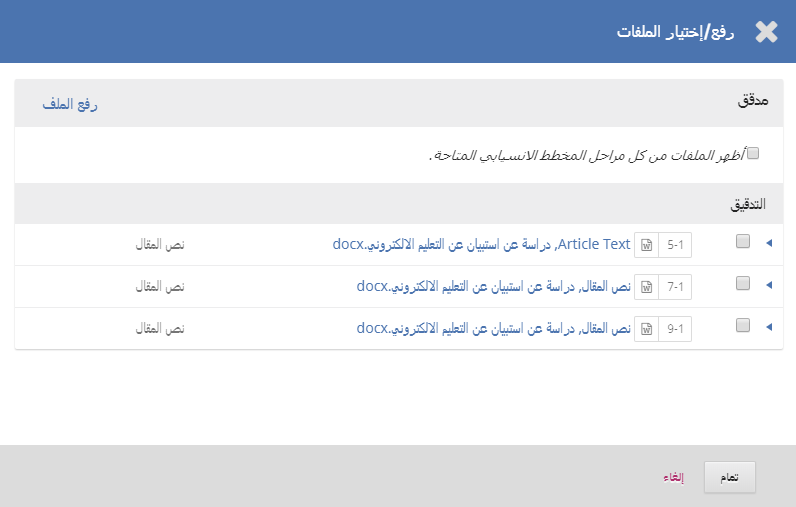 رفع/إختيار الملفات
مدقق
رفع الملف
أظهر الملفات من كل مراحل المخطط الانسيابي المتاحة.
التدقيق
5-1 Article Text, دراسة عن استبيان عن التعليم الالكتروني.docx نص المقال
7-1 نص المقال, دراسة عن استبيان عن التعليم الالكتروني.docx نص المقال
9-1 نص المقال, دراسة عن استبيان عن التعليم الالكتروني.docx نص المقال
تمام
إلغاء